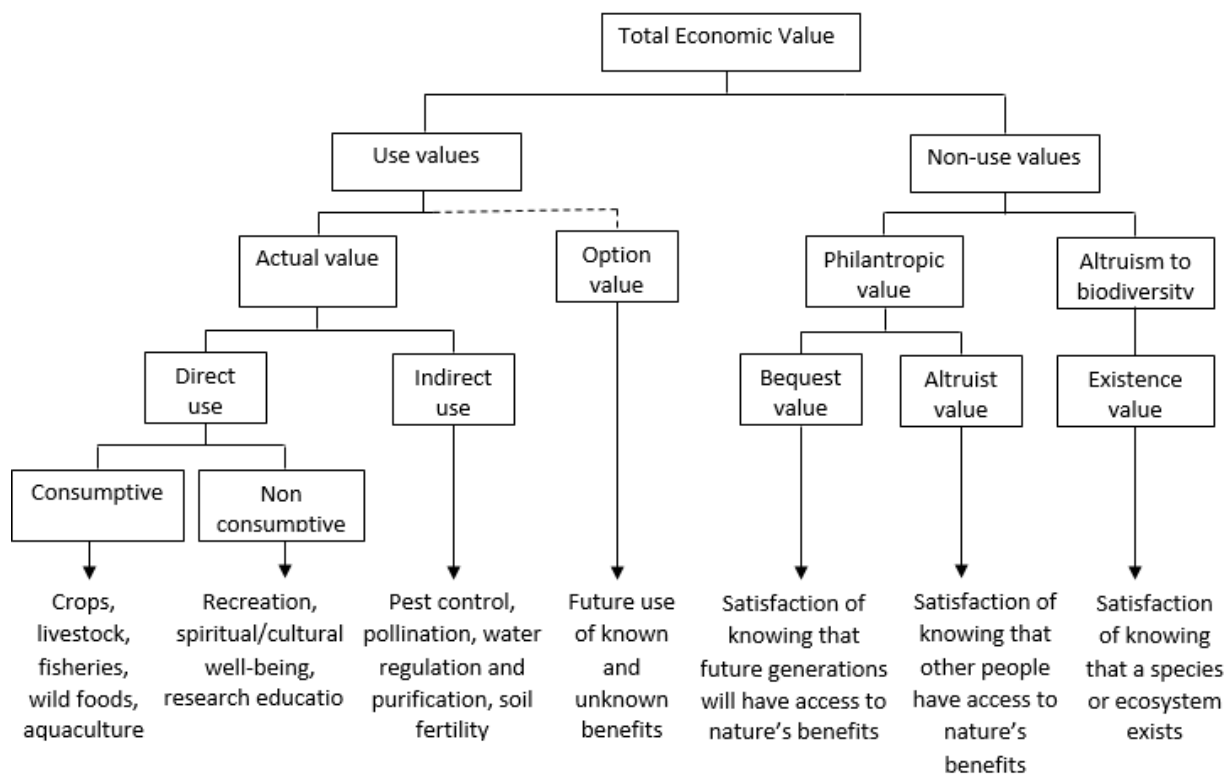 Total Economic Value
Use values
Non-use values
Actual value
Option
value
Philantropic
value
Altruism to
biodiversity
Direct
use
Indirect
use
Bequest
value
Altruist
value
Existence
value
Consumptive
Non
consumptive
Crops,
livestock,
fisheries,
wild foods,
aquaculture
Recreation,
spiritual/cultural
well-being,
research educatio
Pest control,
pollination, water
regulation and
purification, soil
fertility
Future use
of known
and
unknown
benefits
Satisfaction of
knowing that
future generations
will have access to
nature’s benefits
Satisfaction of
knowing that
other people
have access to
nature’s
benefits
Satisfaction
of knowing
that a species
or ecosystem
exists